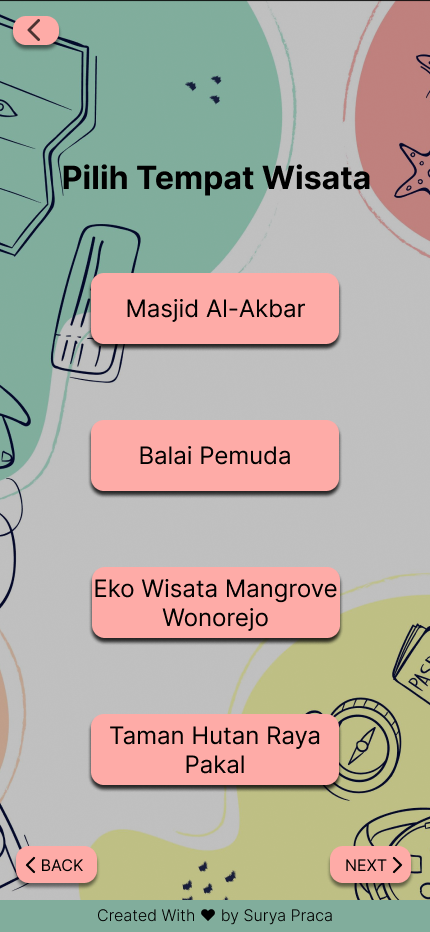 Pilih Tempat Wisata
Masjid Al-Akbar
Balai Pemuda
Eko Wisata Mangrove
Wonorejo
Taman Hutan Raya
Pakal
BACK
NEXT
Created With ♥ by Surya Praca